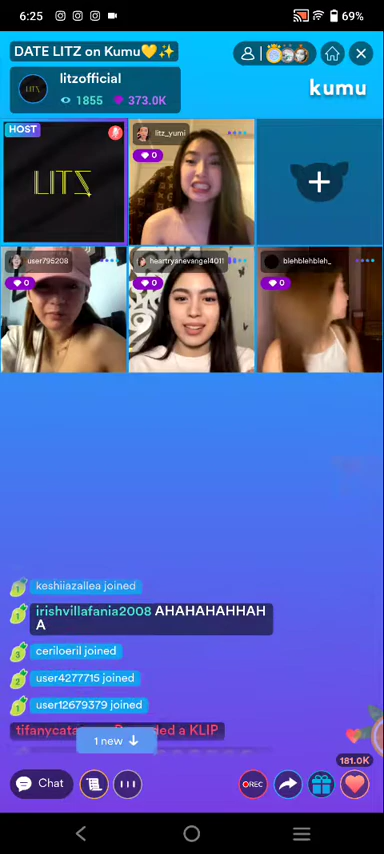 6:25
69%
DATE LITZ on Kumu💛✨
litzofficial
1855 373.0K
kumu
HOST
LITZ
litz_yumi
0
user795208
0
heartryanevangel4011
0
blehblehbleh_
0
keshiiazallea joined
irishvillafania2008 AHAHAHAHHAH
A
ceriloeril joined
user4277715 joined
user12679379 joined
ed a KLIP
1 new
181.0K
Chat
REC